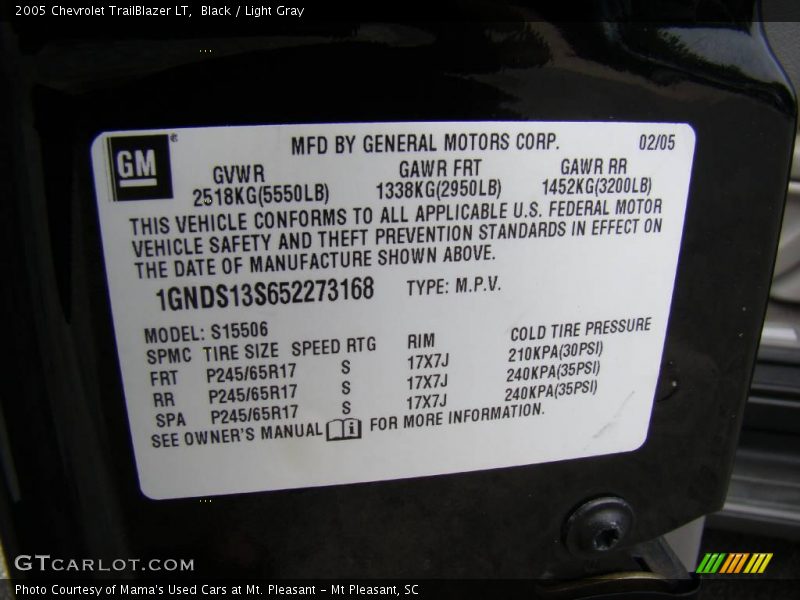 2005 Chevrolet TrailBlazer LT, Black / Light Gray
GM® MFD BY GENERAL MOTORS CORP. 02/05
GVWR GAWR FRT GAWR RR
2518KG(5550LB) 1338KG(2950LB) 1452KG(3200LB)
THIS VEHICLE CONFORMS TO ALL APPLICABLE U.S. FEDERAL MOTOR
VEHICLE SAFETY AND THEFT PREVENTION STANDARDS IN EFFECT ON
THE DATE OF MANUFACTURE SHOWN ABOVE.
1GNDS13S652273168 TYPE: M.P.V.
MODEL: S15506
SPMC TIRE SIZE SPEED RTG RIM COLD TIRE PRESSURE
FRT P245/65R17 S 17X7J 210KPA(30PSI)
RR P245/65R17 S 17X7J 240KPA(35PSI)
SPA P245/65R17 S 17X7J 240KPA(35PSI)
SEE OWNER'S MANUAL i FOR MORE INFORMATION.
GTCARLOT.COM
Photo Courtesy of Mama's Used Cars at Mt. Pleasant - Mt Pleasant, SC